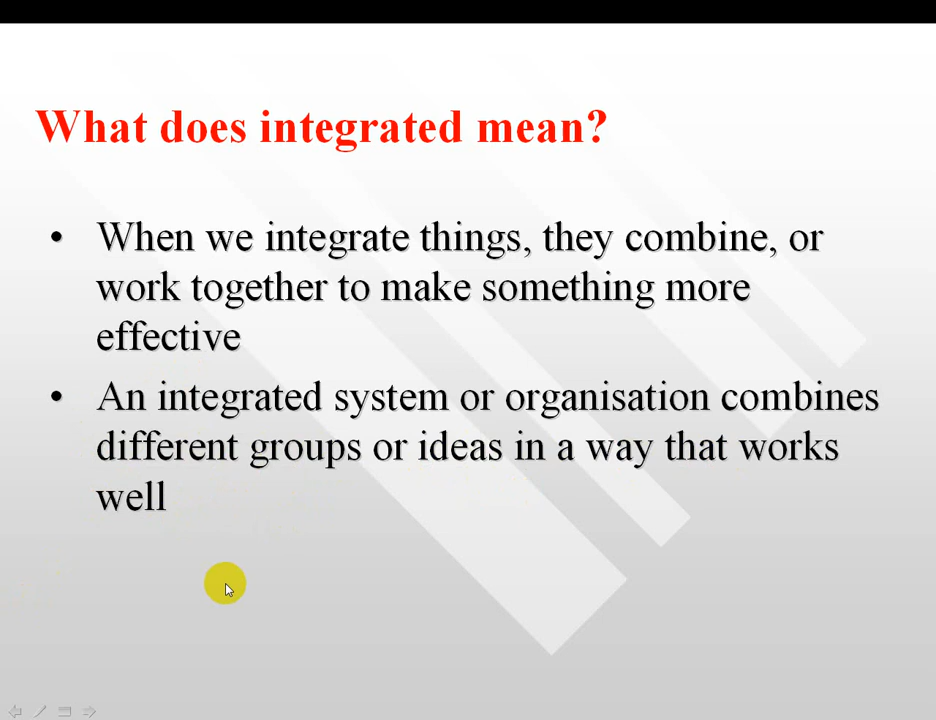 What does integrated mean?
• When we integrate things, they combine, or
work together to make something more
effective
• An integrated system or organisation combines
different groups or ideas in a way that works
well